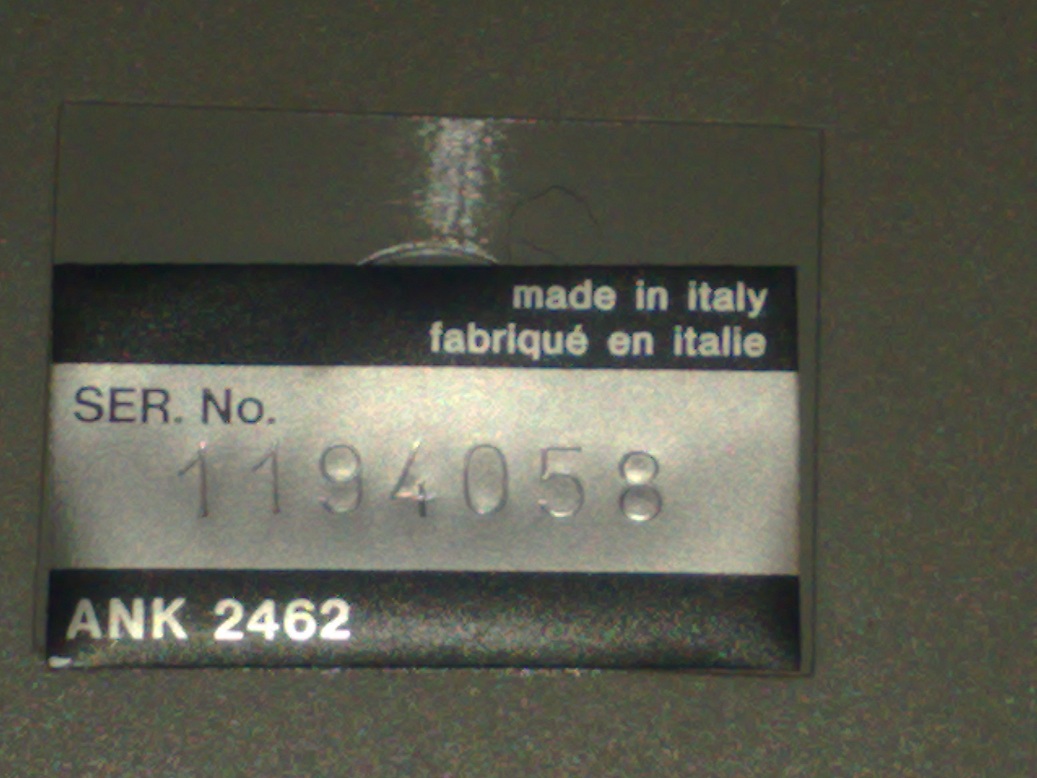 made in italy
fabriqué en italie
SER. No.
1194058
ANK 2462